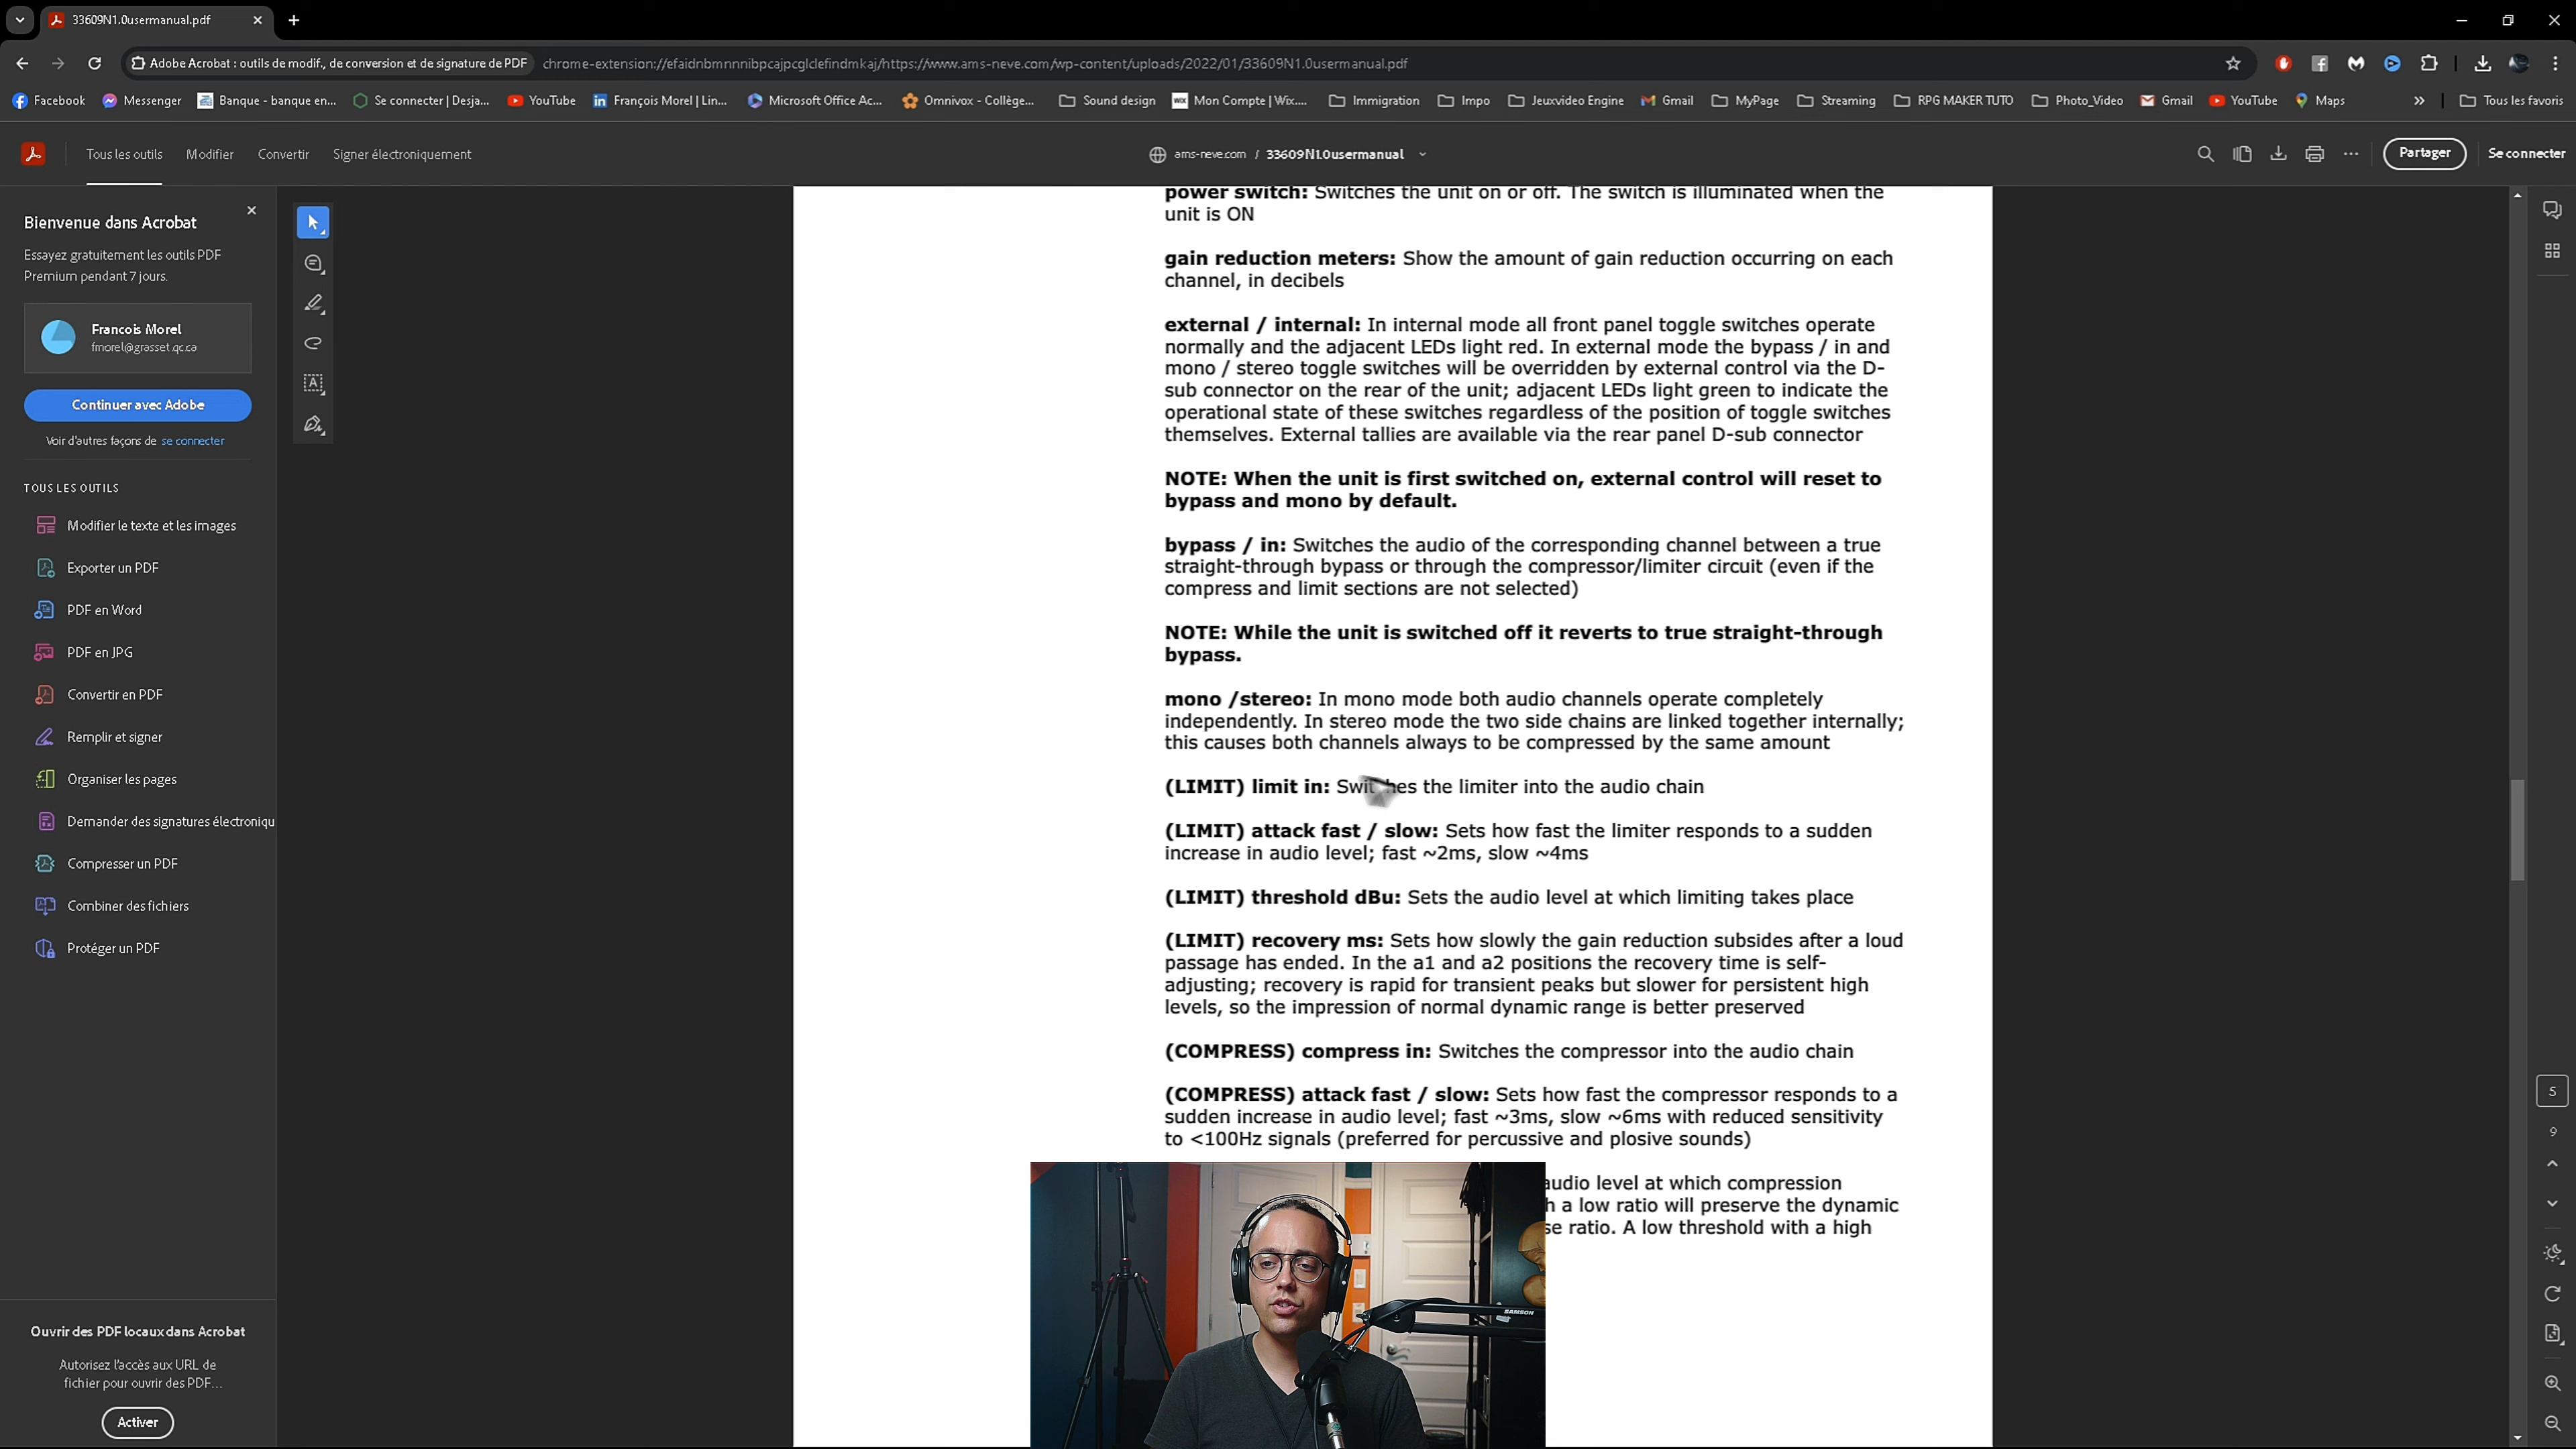 33609N1.0usermanual.pdf
Adobe Acrobat : outils de modif., de conversion et de signature de PDF
chrome-extension://efaidnbmnnnibpcajpcglclefindmkaj/https://www.ams-neve.com/wp-content/uploads/2022/01/33609N1.0usermanual.pdf
Facebook
Messenger
Banque - banque en...
Se connecter | Desja...
YouTube
François Morel | Lin...
Microsoft Office Ac...
Omnivox - Collège...
Sound design
Mon Compte | Wix....
Immigration
Impo
Jeuxvideo Engine
Gmail
MyPage
Streaming
RPG MAKER TUTO
Photo_Video
Gmail
YouTube
Maps
Tous les favoris
Tous les outils
Modifier
Convertir
Signer électroniquement
ams-neve.com / 33609N1.0usermanual
Partager
Se connecter
Bienvenue dans Acrobat
Essayez gratuitement les outils PDF
Premium pendant 7 jours.
Francois Morel
fmorel@grasset.qc.ca
Continuer avec Adobe
Voir d'autres façons de se connecter
TOUS LES OUTILS
Modifier le texte et les images
Exporter un PDF
PDF en Word
PDF en JPG
Convertir en PDF
Remplir et signer
Organiser les pages
Demander des signatures électroniqu
Compresser un PDF
Combiner des fichiers
Protéger un PDF
Ouvrir des PDF locaux dans Acrobat
Autorisez l'accès aux URL de
fichier pour ouvrir des PDF...
Activer
power switch: Switches the unit on or off. The switch is illuminated when the
unit is ON
gain reduction meters: Show the amount of gain reduction occurring on each
channel, in decibels
external / internal: In internal mode all front panel toggle switches operate
normally and the adjacent LEDs light red. In external mode the bypass / in and
mono / stereo toggle switches will be overridden by external control via the D-
sub connector on the rear of the unit; adjacent LEDs light green to indicate the
operational state of these switches regardless of the position of toggle switches
themselves. External tallies are available via the rear panel D-sub connector
NOTE: When the unit is first switched on, external control will reset to
bypass and mono by default.
bypass / in: Switches the audio of the corresponding channel between a true
straight-through bypass or through the compressor/limiter circuit (even if the
compress and limit sections are not selected)
NOTE: While the unit is switched off it reverts to true straight-through
bypass.
mono /stereo: In mono mode both audio channels operate completely
independently. In stereo mode the two side chains are linked together internally;
this causes both channels always to be compressed by the same amount
(LIMIT) limit in: Switches the limiter into the audio chain
(LIMIT) attack fast / slow: Sets how fast the limiter responds to a sudden
increase in audio level; fast ~2ms, slow ~4ms
(LIMIT) threshold dBu: Sets the audio level at which limiting takes place
(LIMIT) recovery ms: Sets how slowly the gain reduction subsides after a loud
passage has ended. In the a1 and a2 positions the recovery time is self-
adjusting; recovery is rapid for transient peaks but slower for persistent high
levels, so the impression of normal dynamic range is better preserved
(COMPRESS) compress in: Switches the compressor into the audio chain
(COMPRESS) attack fast / slow: Sets how fast the compressor responds to a
sudden increase in audio level; fast ~3ms, slow ~6ms with reduced sensitivity
to <100Hz signals (preferred for percussive and plosive sounds)
audio level at which compression
h a low ratio will preserve the dynamic
se ratio. A low threshold with a high
SAMSON
5
9